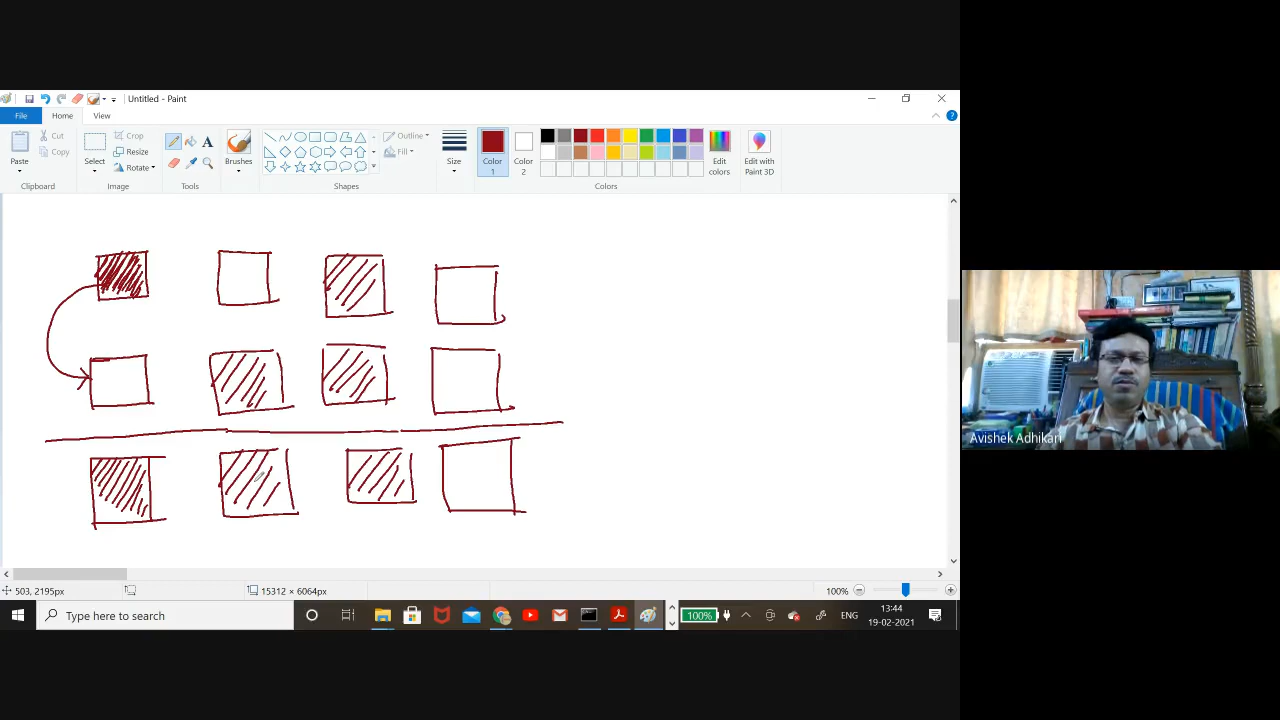 Untitled - Paint
File Home View
Cut
Copy
Paste
Clipboard
Crop
Resize
Rotate
Select
Image
Tools
Brushes
Outline
Fill
Shapes
Size
Color 1
Color 2
Edit colors
Colors
Edit with Paint 3D
Avishek Adhikari
503, 2195px
15312 × 6064px
100%
Type here to search
100%
ENG
13:44
19-02-2021